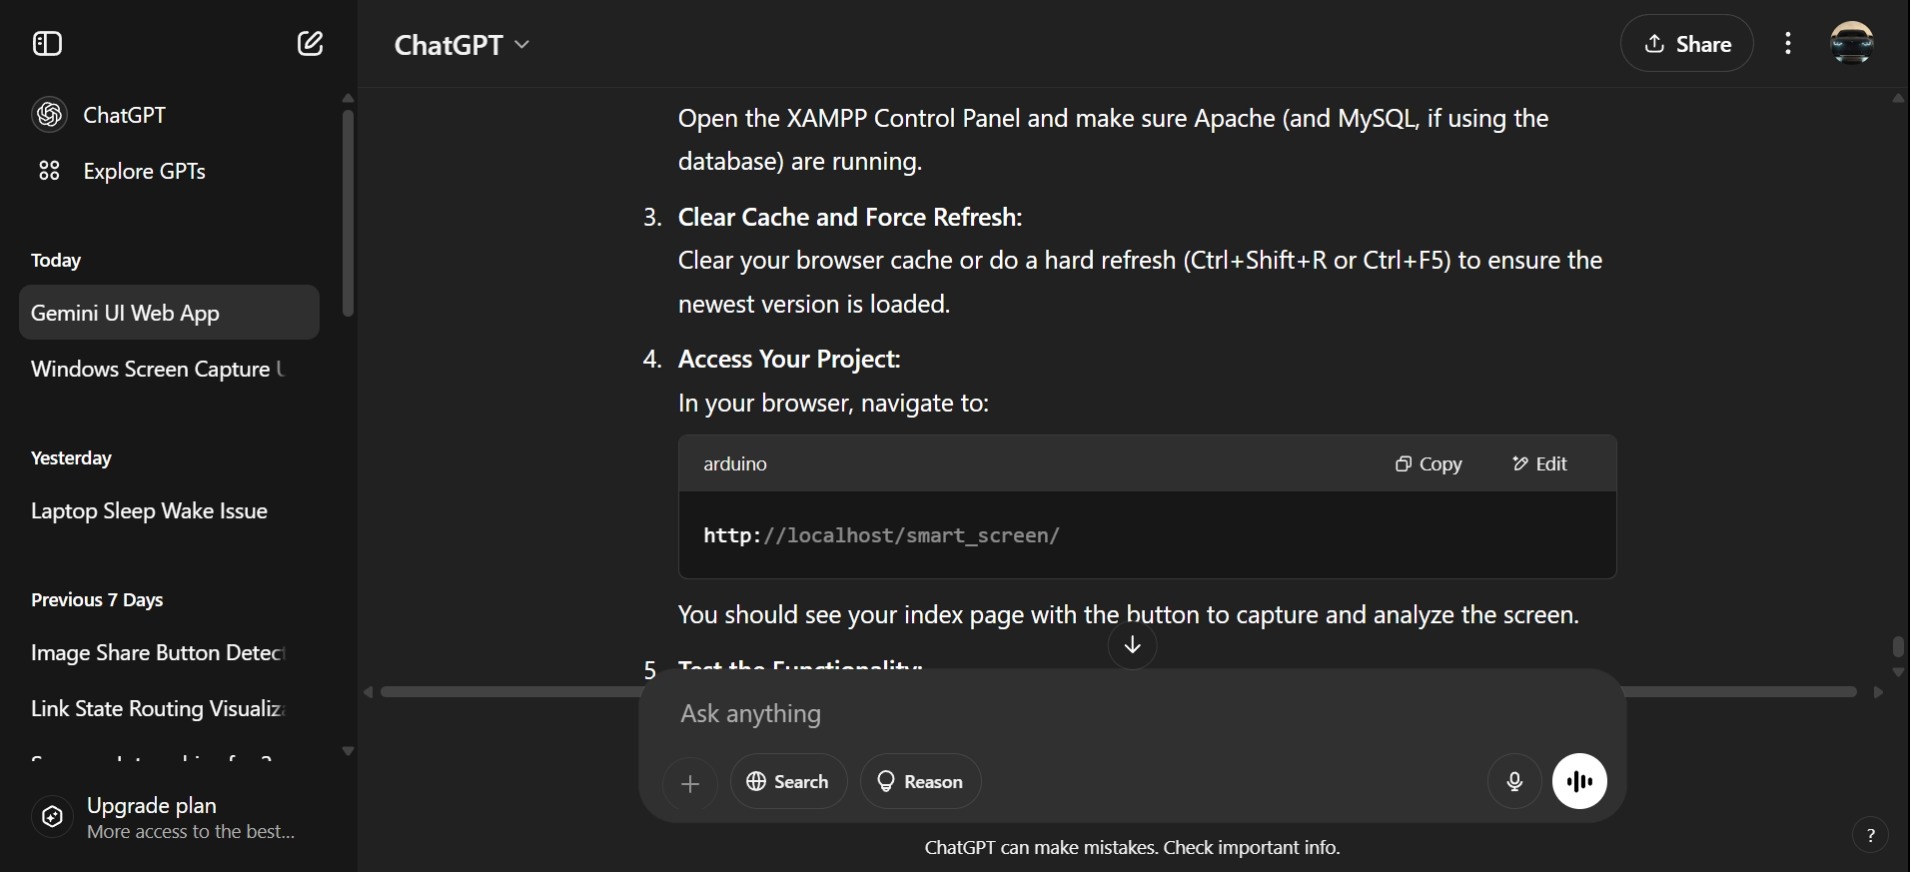 ChatGPT
Share
ChatGPT
Explore GPTs
Today
Gemini UI Web App
Windows Screen Capture
Yesterday
Laptop Sleep Wake Issue
Previous 7 Days
Image Share Button Detect
Link State Routing Visualiz
Upgrade plan
More access to the best...
Open the XAMPP Control Panel and make sure Apache (and MySQL, if using the
database) are running.
3. Clear Cache and Force Refresh:
Clear your browser cache or do a hard refresh (Ctrl+Shift+R or Ctrl+F5) to ensure the
newest version is loaded.
4. Access Your Project:
In your browser, navigate to:
arduino
Copy
Edit
http://localhost/smart_screen/
You should see your index page with the button to capture and analyze the screen.
5 Test the Functionality:
Ask anything
Search
Reason
ChatGPT can make mistakes. Check important info.
?